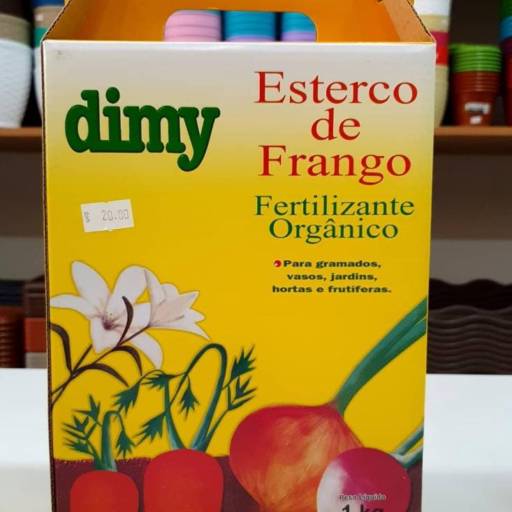 dimy
Esterco
de
Frango
Fertilizante
Orgânico
Para gramados,
vasos, jardins,
hortas e frutíferas.
$ 20.00
Peso Líquido
1 kg